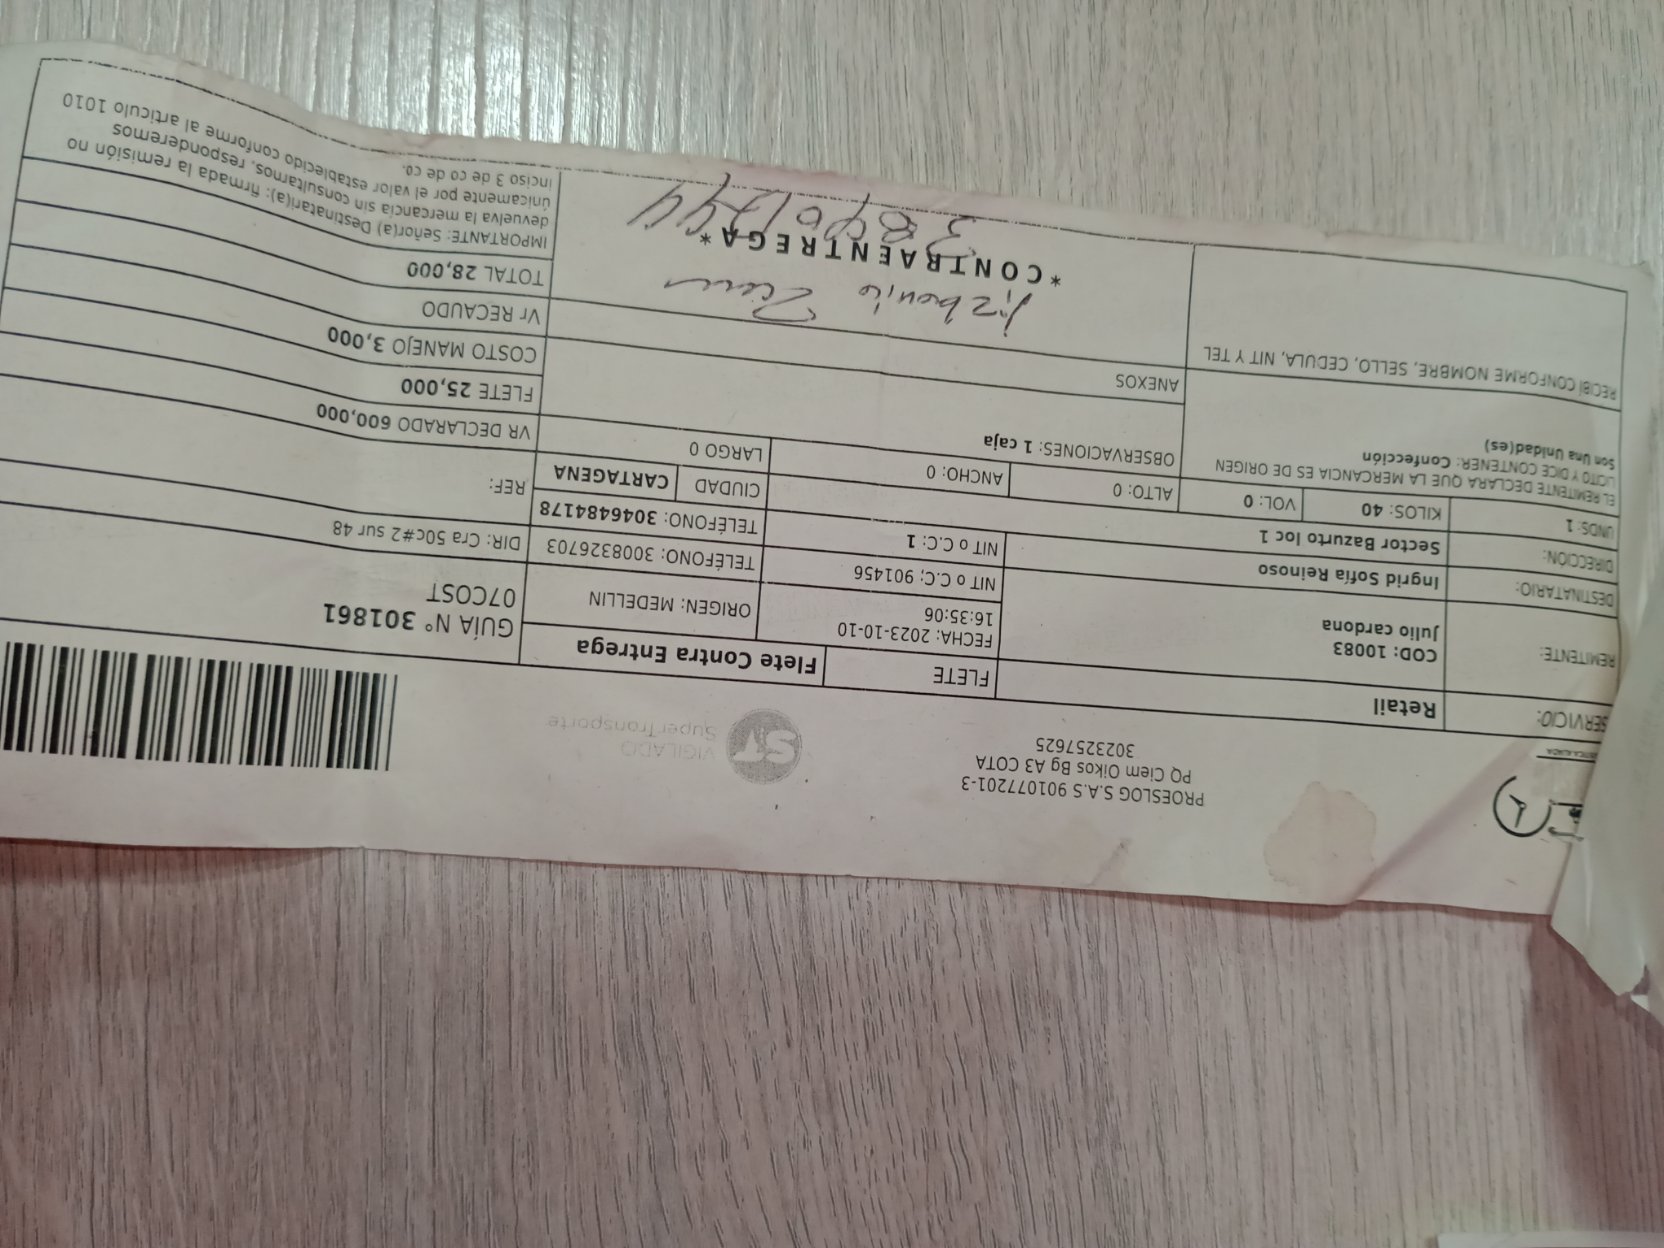 PROESLOG S.A.S 901077201-3
PQ Ciem Oikos Bg A3 COTA
3023257625
VIGILADO
SuperTransporte
ST
SERVICIO: Retail FLETE Flete Contra Entrega
GUÍA N° 301861
07COST
REMITENTE: COD: 10083
Julio cardona
FECHA: 2023-10-10
16:35:06
ORIGEN: MEDELLIN
NIT o C.C: 901456
TELÉFONO: 3008326703
DIR: Cra 50c#2 sur 48
DESTINATARIO: Ingrid Sofía Reinoso
NIT o C.C: 1
TELÉFONO: 3046484178
REF:
DIRECCIÓN: Sector Bazurto loc 1
CIUDAD CARTAGENA
UNDS: 1 KILOS: 40 VOL: 0 ALTO: 0 ANCHO: 0 LARGO 0
VR DECLARADO 600,000
EL REMITENTE DECLARA QUE LA MERCANCIA ES DE ORIGEN
LICITO Y DICE CONTENER: Confección
Son Una Unidad(es)
OBSERVACIONES: 1 caja
FLETE 25,000
ANEXOS
COSTO MANEJO 3,000
Vr RECAUDO
RECIBI CONFORME NOMBRE, SELLO, CEDULA, NIT Y TEL
TOTAL 28,000
*CONTRAENTREGA*
IMPORTANTE: Señor(a) Destinatari(a): firmada la remisión no
devuelva la mercancía sin consultarnos, responderemos
únicamente por el valor establecido conforme al artículo 1010
inciso 3 de co de co.